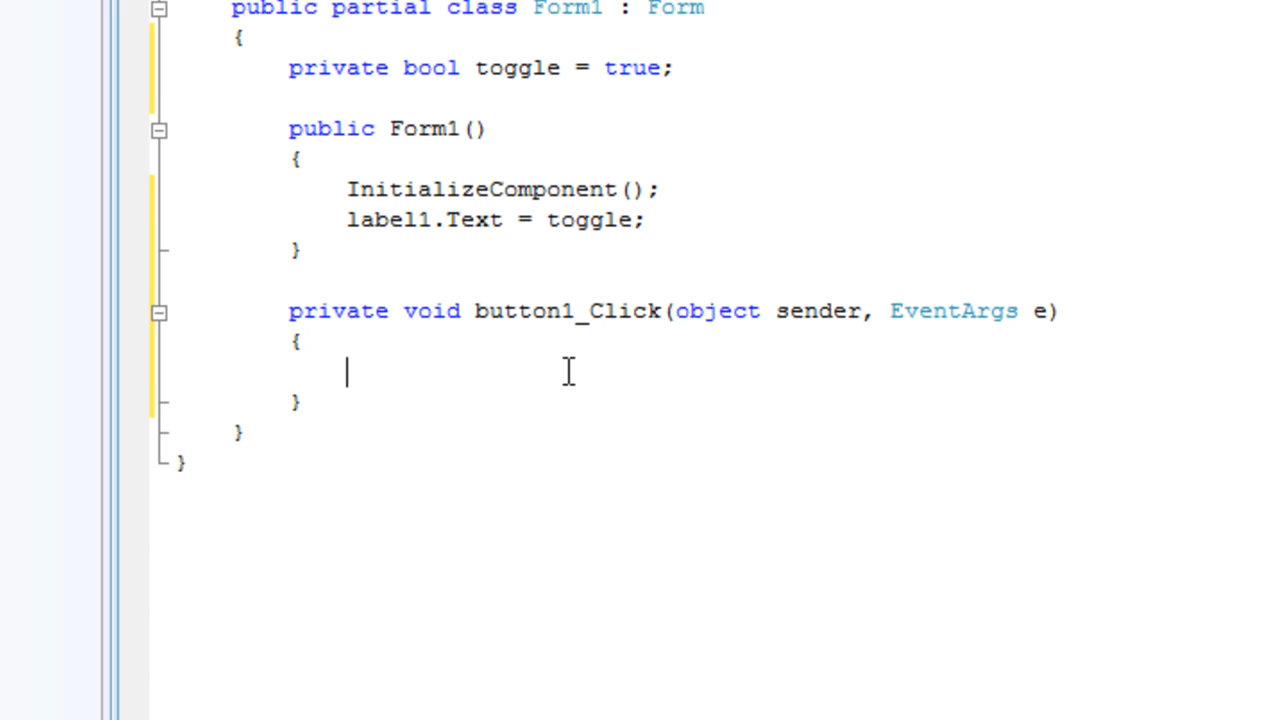 public partial class Form1 : Form
{
private bool toggle = true;
public Form1()
{
InitializeComponent();
label1.Text = toggle;
}
private void button1_Click(object sender, EventArgs e)
{
}
}
}